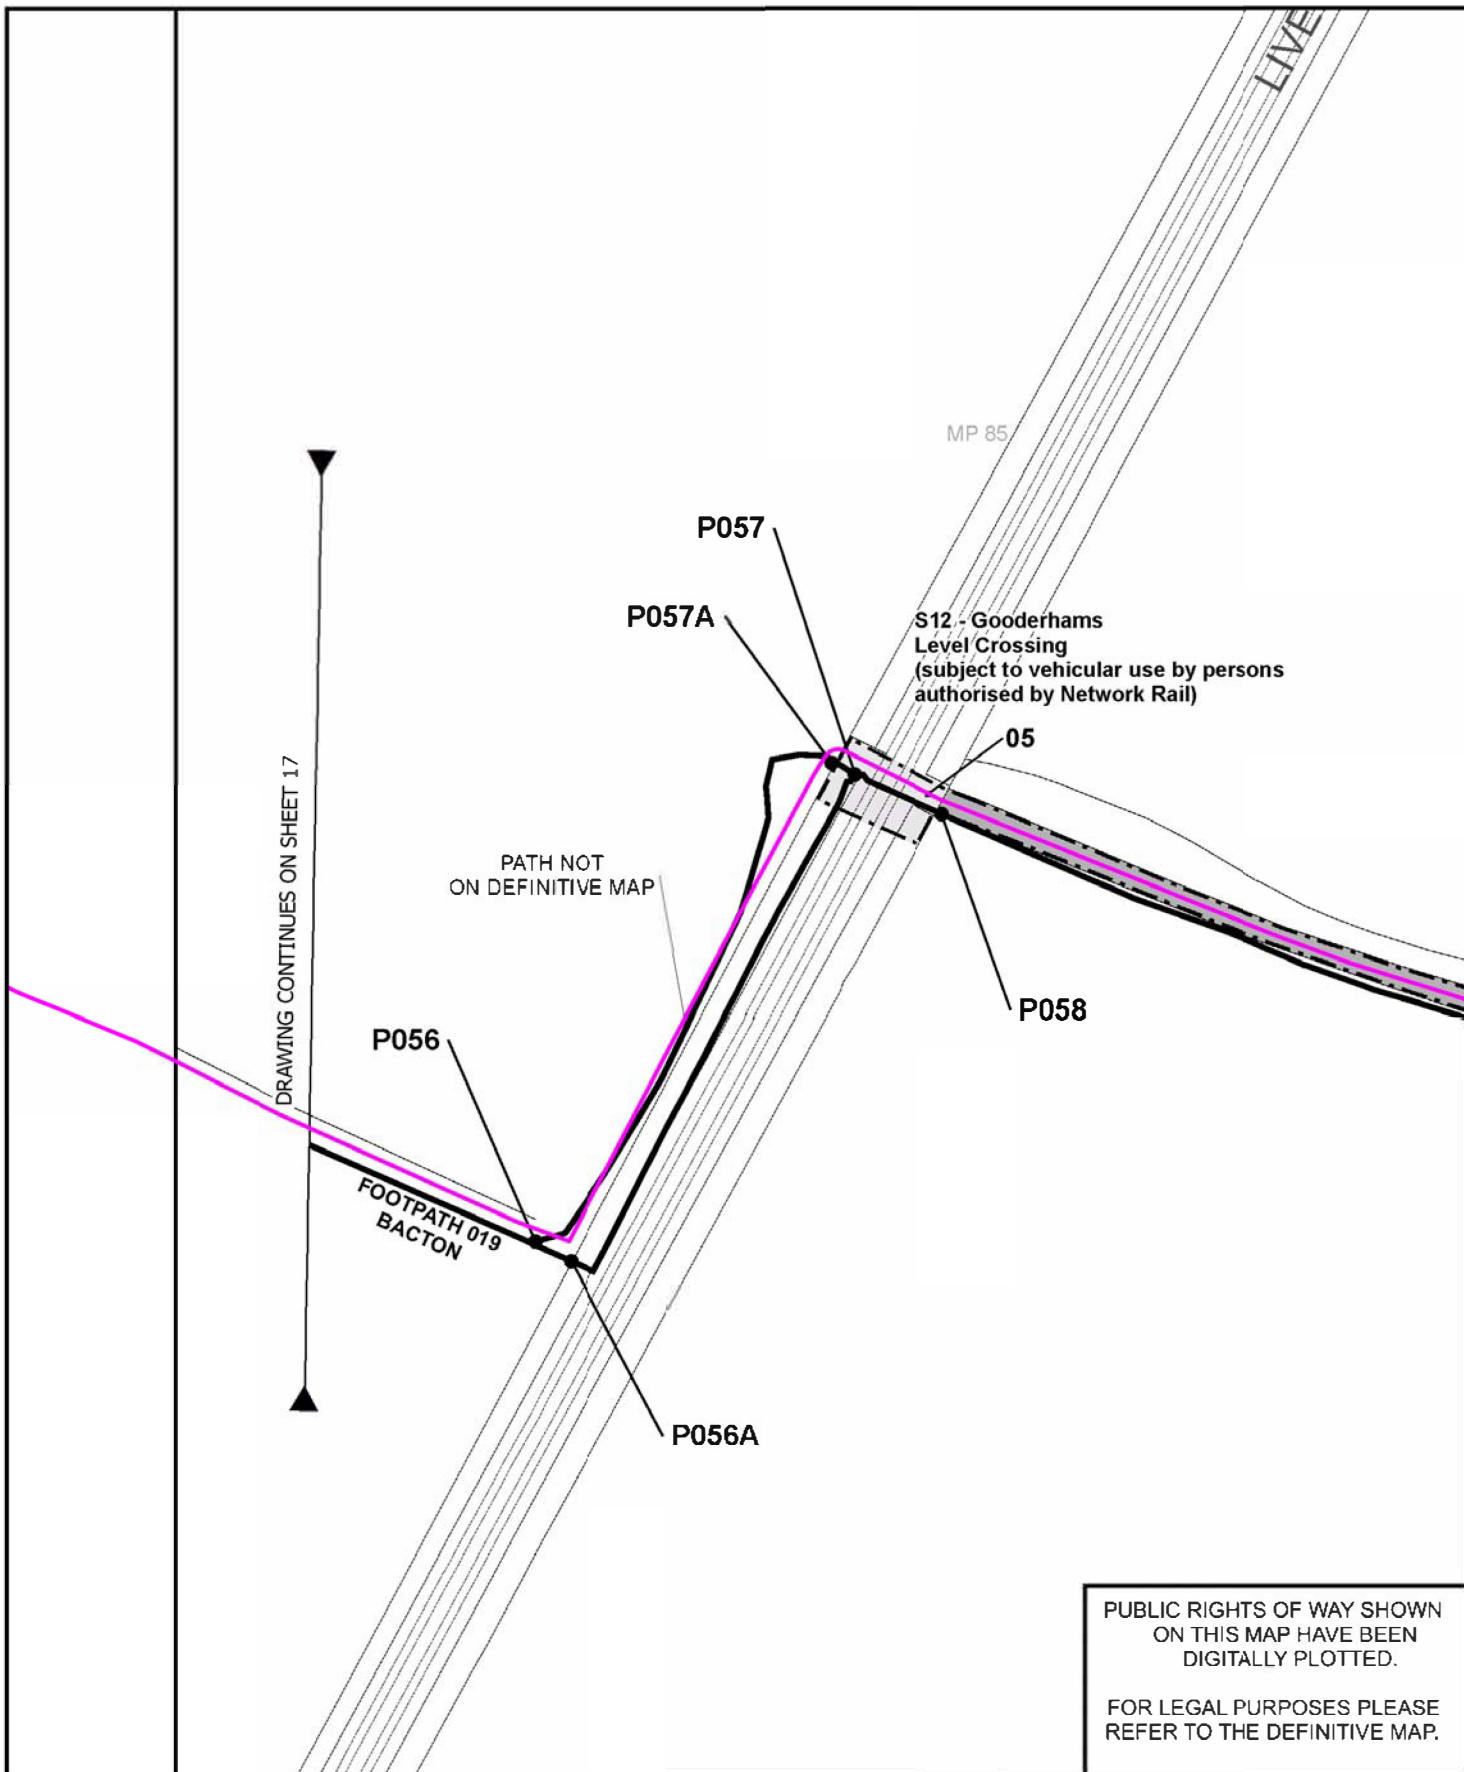 LIVE
MP 85
P057
P057A
S12 - Gooderhams
Level Crossing
(subject to vehicular use by persons
authorised by Network Rail)
05
DRAWING CONTINUES ON SHEET 17
PATH NOT
ON DEFINITIVE MAP
P058
P056
FOOTPATH 019
BACTON
P056A
PUBLIC RIGHTS OF WAY SHOWN
ON THIS MAP HAVE BEEN
DIGITALLY PLOTTED.
FOR LEGAL PURPOSES PLEASE
REFER TO THE DEFINITIVE MAP.